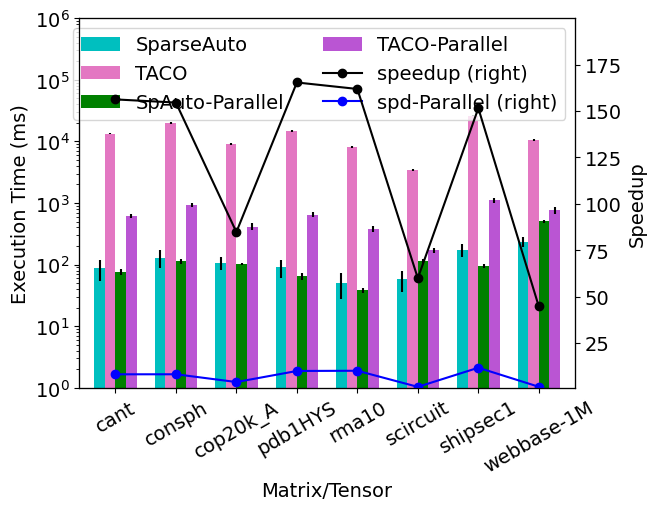 SparseAuto
TACO
SpAuto-Parallel
TACO-Parallel
speedup (right)
spd-Parallel (right)
Execution Time (ms)
10^6
10^5
10^4
10^3
10^2
10^1
10^0
Speedup
175
150
125
100
75
50
25
cant
consph
cop20k_A
pdb1HYS
rma10
scircuit
shipsec1
webbase-1M
Matrix/Tensor